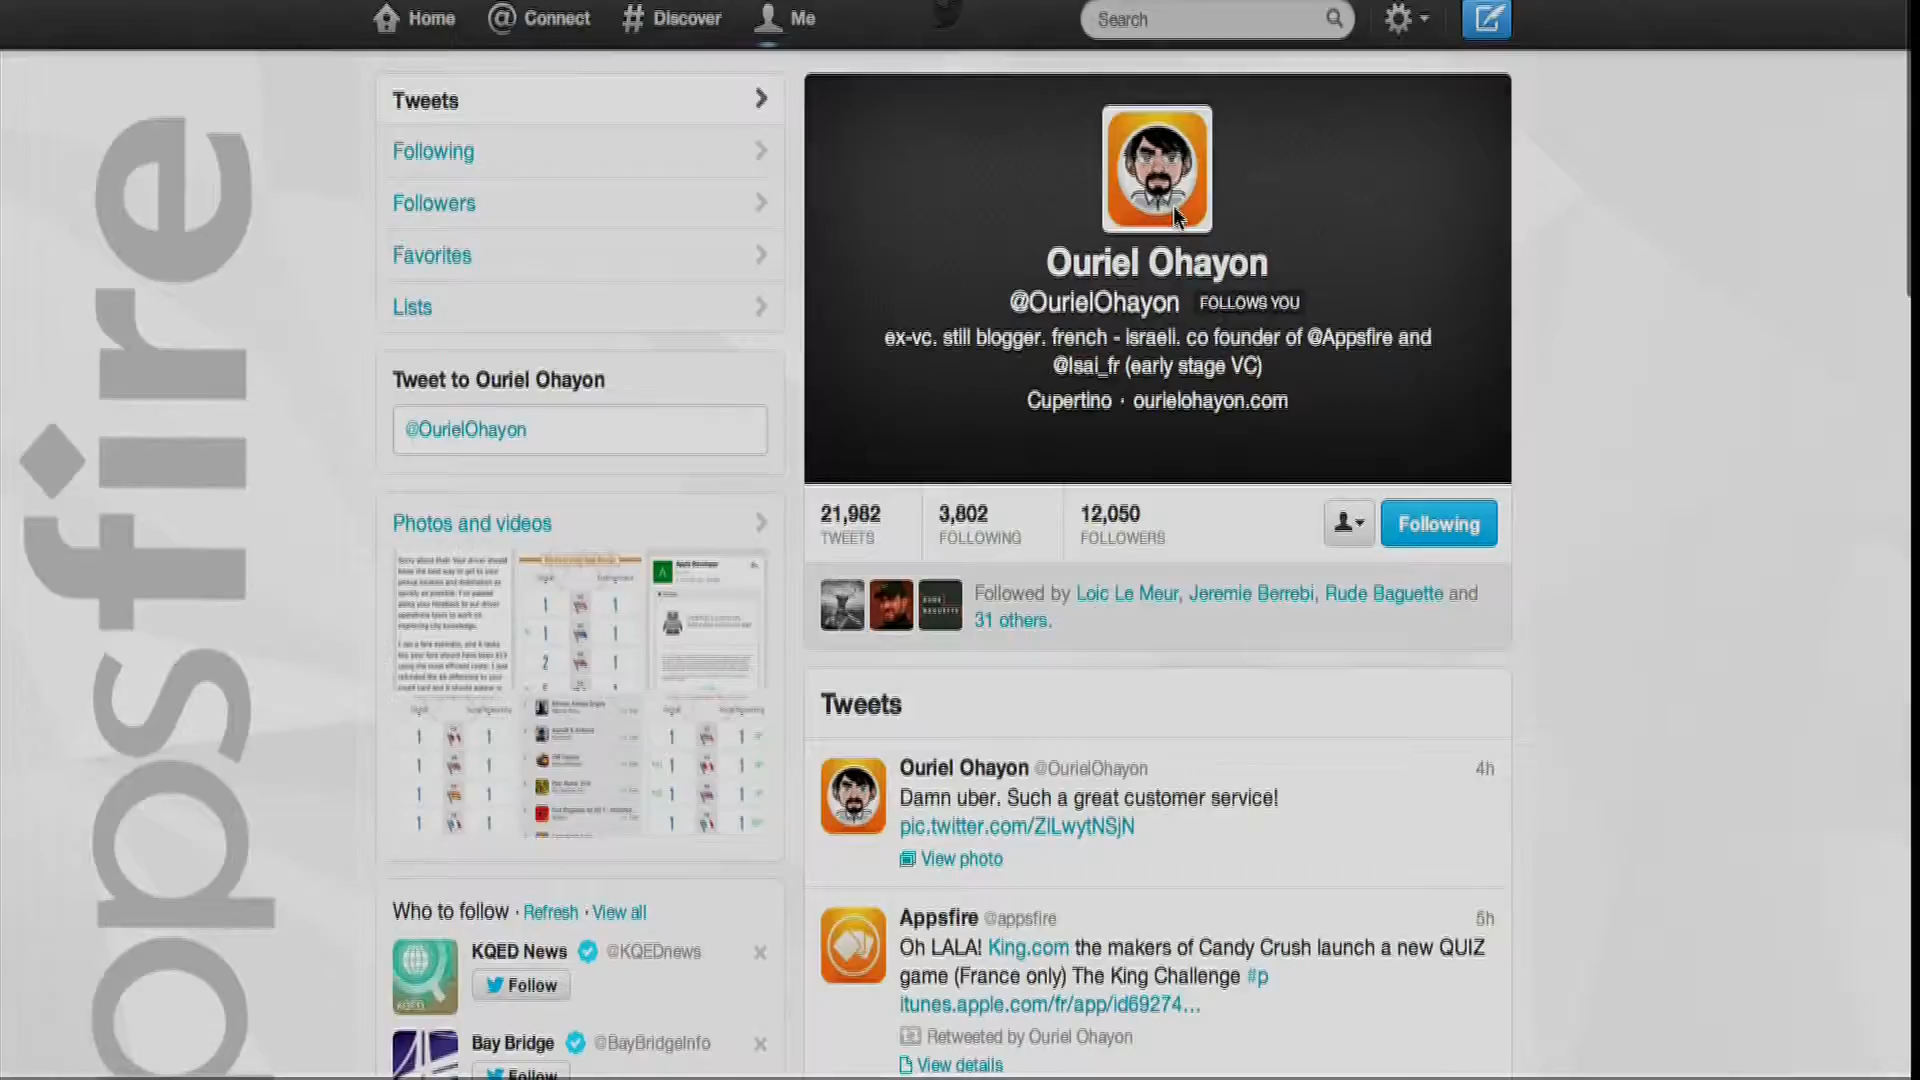 Home
Connect
Discover
Me
Search
appsfire
Tweets
Following
Followers
Favorites
Lists
Tweet to Ouriel Ohayon
@OurielOhayon
Photos and videos
Who to follow · Refresh · View all
KQED News @KQEDnews
Follow
Bay Bridge @BayBridgeInfo
Follow
Ouriel Ohayon
@OurielOhayon FOLLOWS YOU
ex-vc. still blogger. french - israeli. co founder of @Appsfire and
@Isai_fr (early stage VC)
Cupertino · ourielohayon.com
21,982
TWEETS
3,802
FOLLOWING
12,050
FOLLOWERS
Following
Followed by Loic Le Meur, Jeremie Berrebi, Rude Baguette and
31 others.
Tweets
Ouriel Ohayon @OurielOhayon 4h
Damn uber. Such a great customer service!
pic.twitter.com/ZlLwytNSjN
View photo
Appsfire @appsfire 5h
Oh LALA! King.com the makers of Candy Crush launch a new QUIZ
game (France only) The King Challenge #p
itunes.apple.com/fr/app/id69274...
Retweeted by Ouriel Ohayon
View details